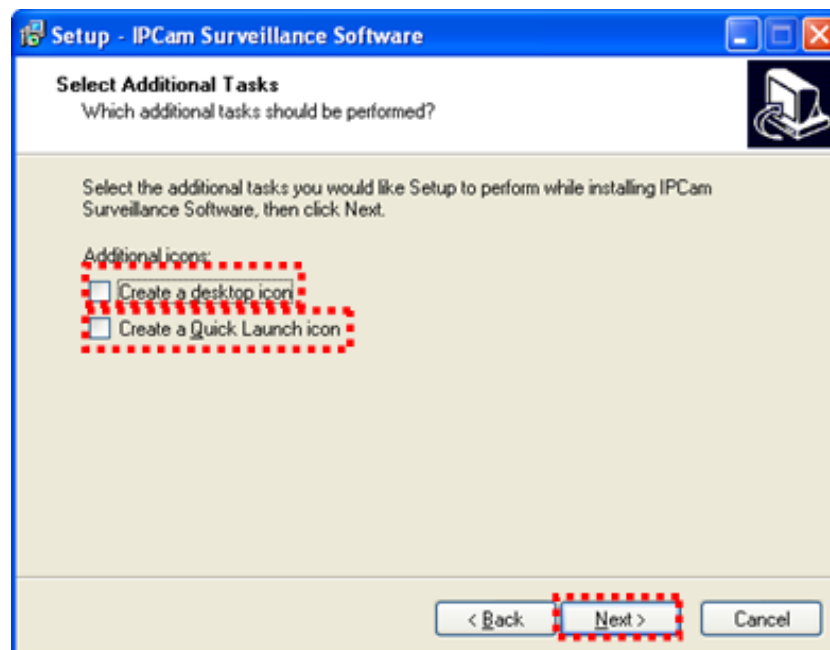 Setup - IPCam Surveillance Software
Select Additional Tasks
Which additional tasks should be performed?
Select the additional tasks you would like Setup to perform while installing IPCam
Surveillance Software, then click Next.
Additional icons:
Create a desktop icon
Create a Quick Launch icon
< Back Next > Cancel